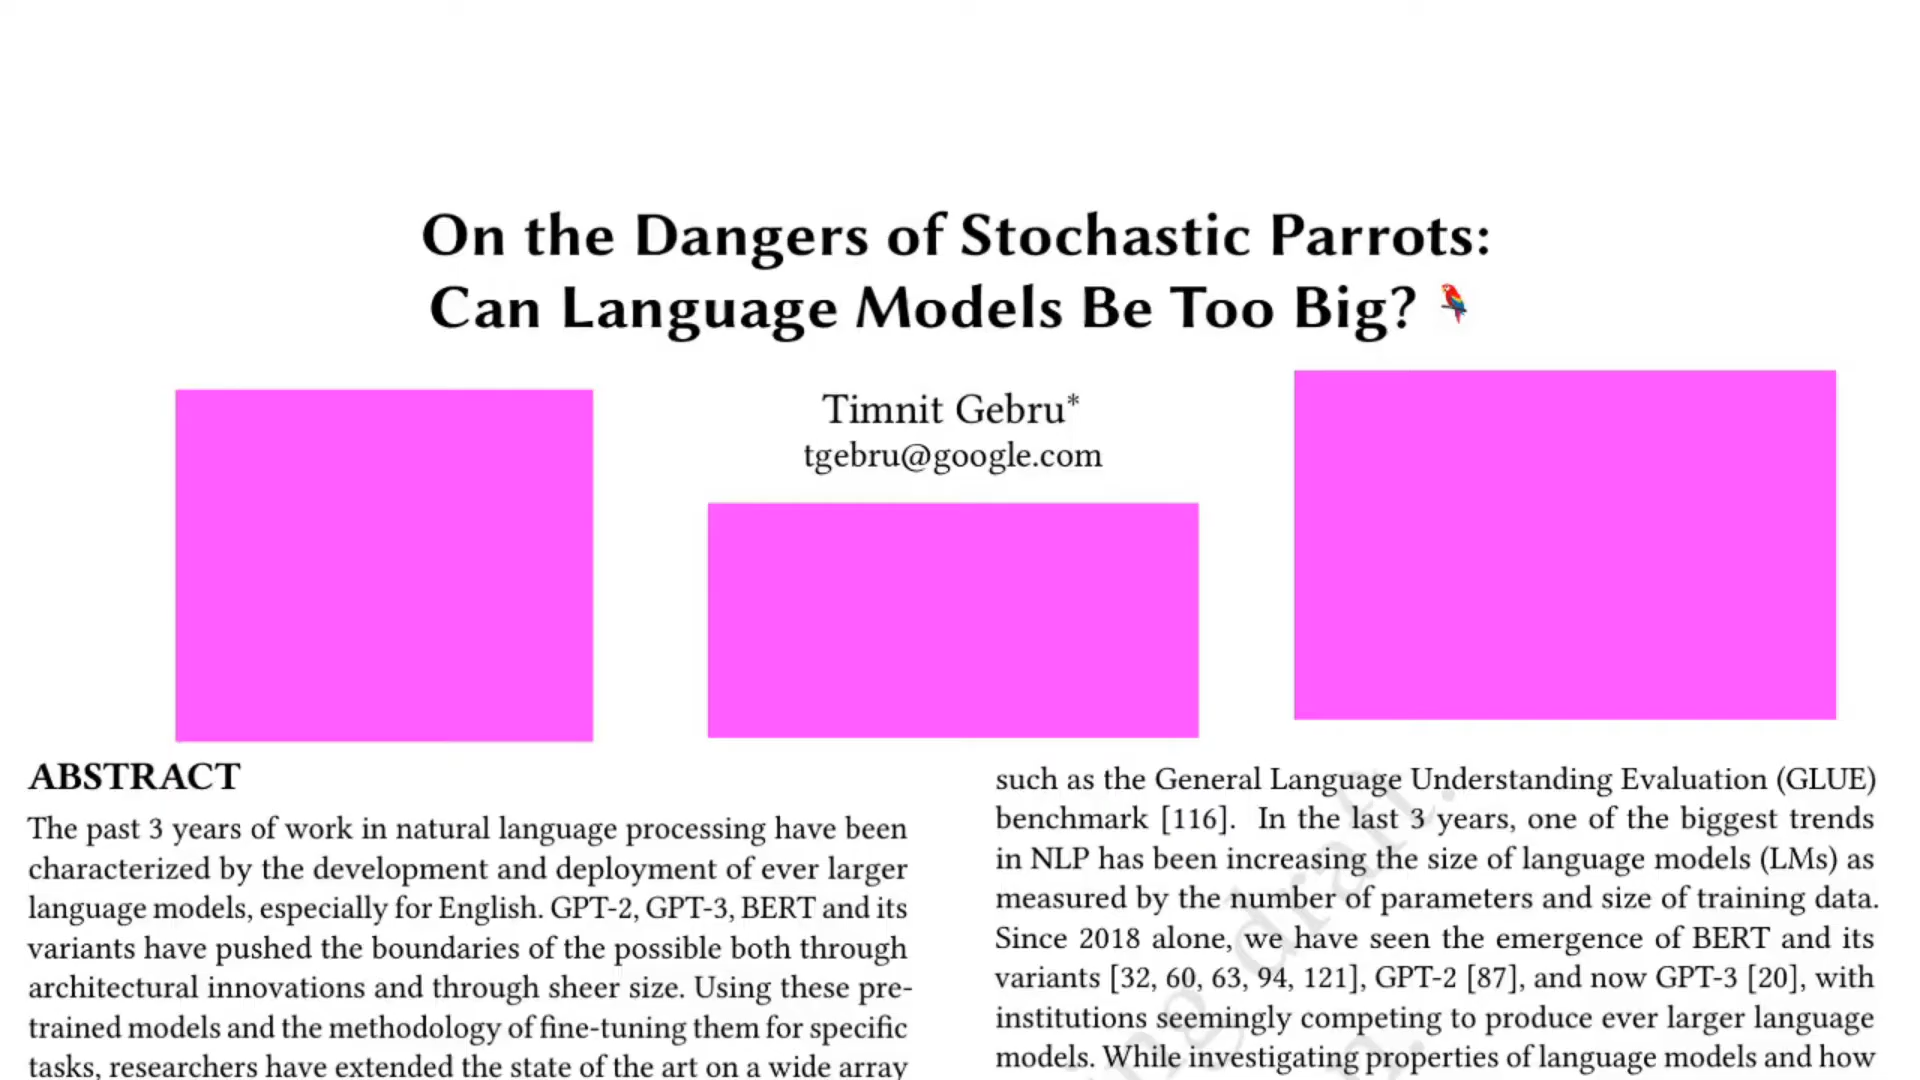 On the Dangers of Stochastic Parrots:
Can Language Models Be Too Big? 🦜
Timnit Gebru*
tgebru@google.com
ABSTRACT
The past 3 years of work in natural language processing have been
characterized by the development and deployment of ever larger
language models, especially for English. GPT-2, GPT-3, BERT and its
variants have pushed the boundaries of the possible both through
architectural innovations and through sheer size. Using these pre-
trained models and the methodology of fine-tuning them for specific
tasks, researchers have extended the state of the art on a wide array
such as the General Language Understanding Evaluation (GLUE)
benchmark [116]. In the last 3 years, one of the biggest trends
in NLP has been increasing the size of language models (LMs) as
measured by the number of parameters and size of training data.
Since 2018 alone, we have seen the emergence of BERT and its
variants [32, 60, 63, 94, 121], GPT-2 [87], and now GPT-3 [20], with
institutions seemingly competing to produce ever larger language
models. While investigating properties of language models and how
draft.